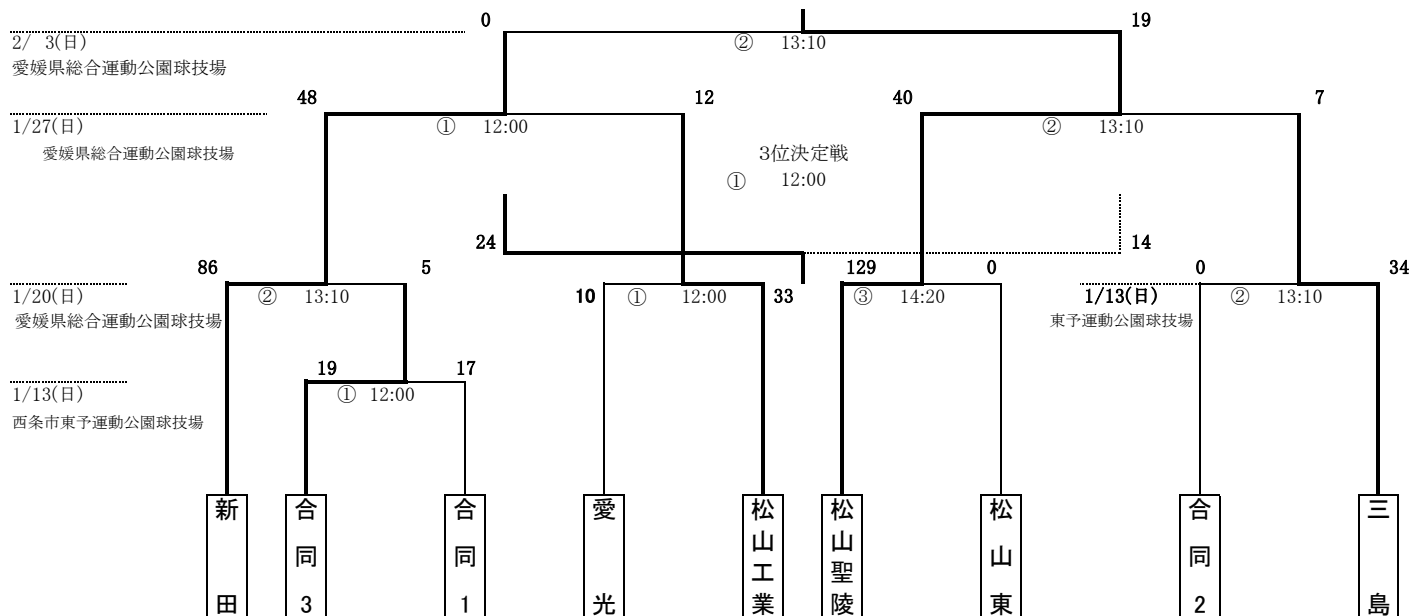 0 19
2/ 3(日) ② 13:10
愛媛県総合運動公園球技場
48 12 40 7
1/27(日) ① 12:00 ② 13:10
愛媛県総合運動公園球技場 3位決定戦
① 12:00
24 14
86 5 129 0 0 34
1/20(日) ② 13:10 10 ① 12:00 33 ③ 14:20 1/13(日) ② 13:10
愛媛県総合運動公園球技場 東予運動公園球技場
19 17
1/13(日) ① 12:00
西条市東予運動公園球技場
新田
合同3
合同1
愛光
松山工業
松山聖陵
松山東
合同2
三島